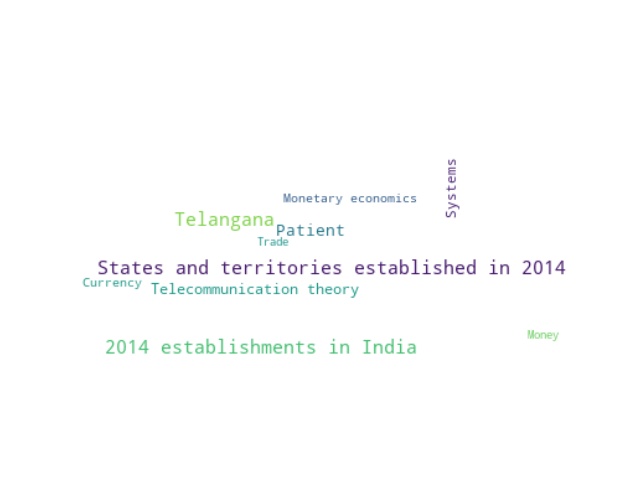 Systems
Monetary economics
Telangana
Patient
Trade
States and territories established in 2014
Currency
Telecommunication theory
Money
2014 establishments in India